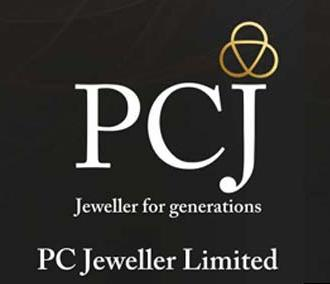 PCJ
Jeweller for generations
PC Jeweller Limited